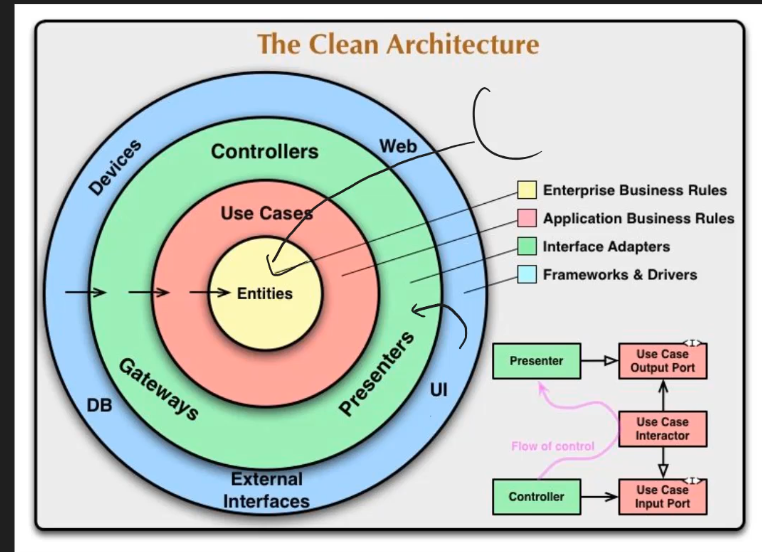 The Clean Architecture
Devices
Controllers
Web
Use Cases
Entities
Gateways
Presenters
DB
UI
External
Interfaces
Enterprise Business Rules
Application Business Rules
Interface Adapters
Frameworks & Drivers
Presenter
Use Case
Output Port
<I>
Use Case
Interactor
Flow of control
Controller
Use Case
Input Port
<I>